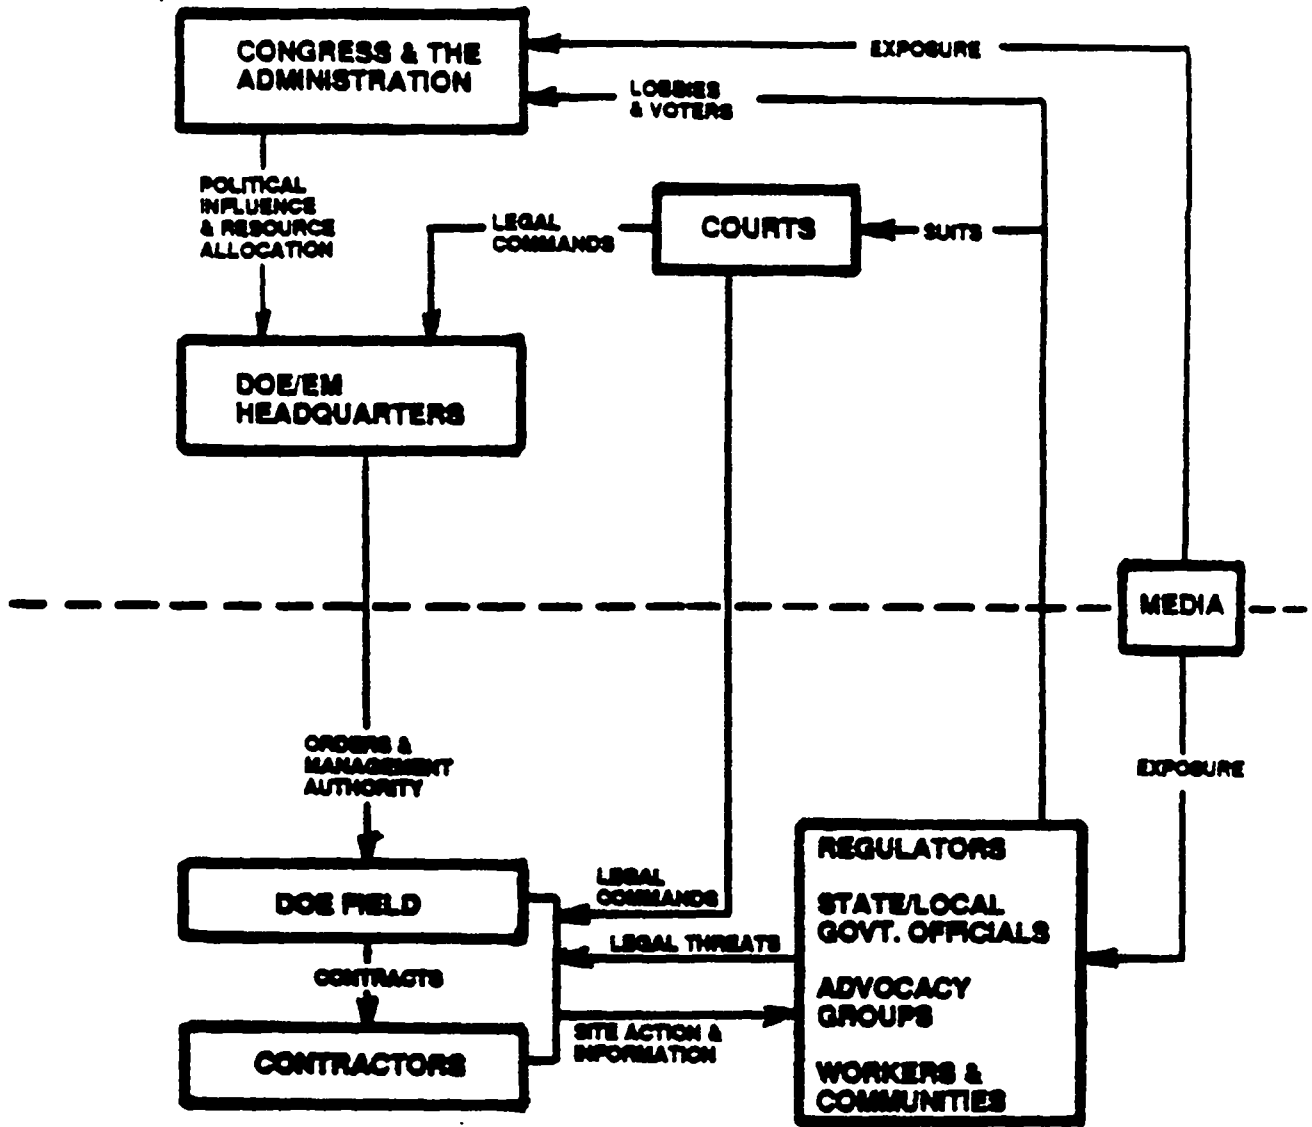 CONGRESS & THE
ADMINISTRATION
EXPOSURE
LOBBIES
& VOTERS
POLITICAL
INFLUENCE
& RESOURCE
ALLOCATION
LEGAL
COMMANDS
COURTS
SUITS
DOE/EM
HEADQUARTERS
MEDIA
ORDERS &
MANAGEMENT
AUTHORITY
EXPOSURE
DOE FIELD
LEGAL
COMMANDS
LEGAL THREATS
CONTRACTS
SITE ACTION &
INFORMATION
CONTRACTORS
REGULATORS
STATE/LOCAL
GOVT. OFFICIALS
ADVOCACY
GROUPS
WORKERS &
COMMUNITIES